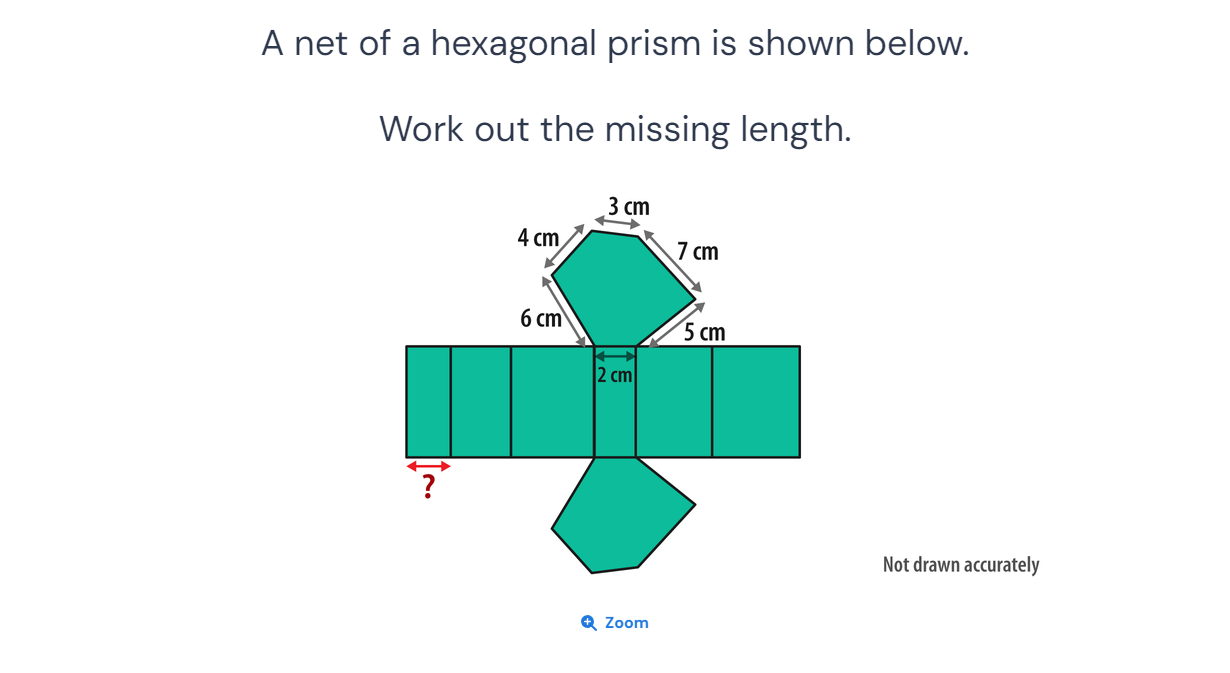 A net of a hexagonal prism is shown below.
Work out the missing length.
3 cm
4 cm
7 cm
6 cm
5 cm
2 cm
?
Not drawn accurately
Zoom